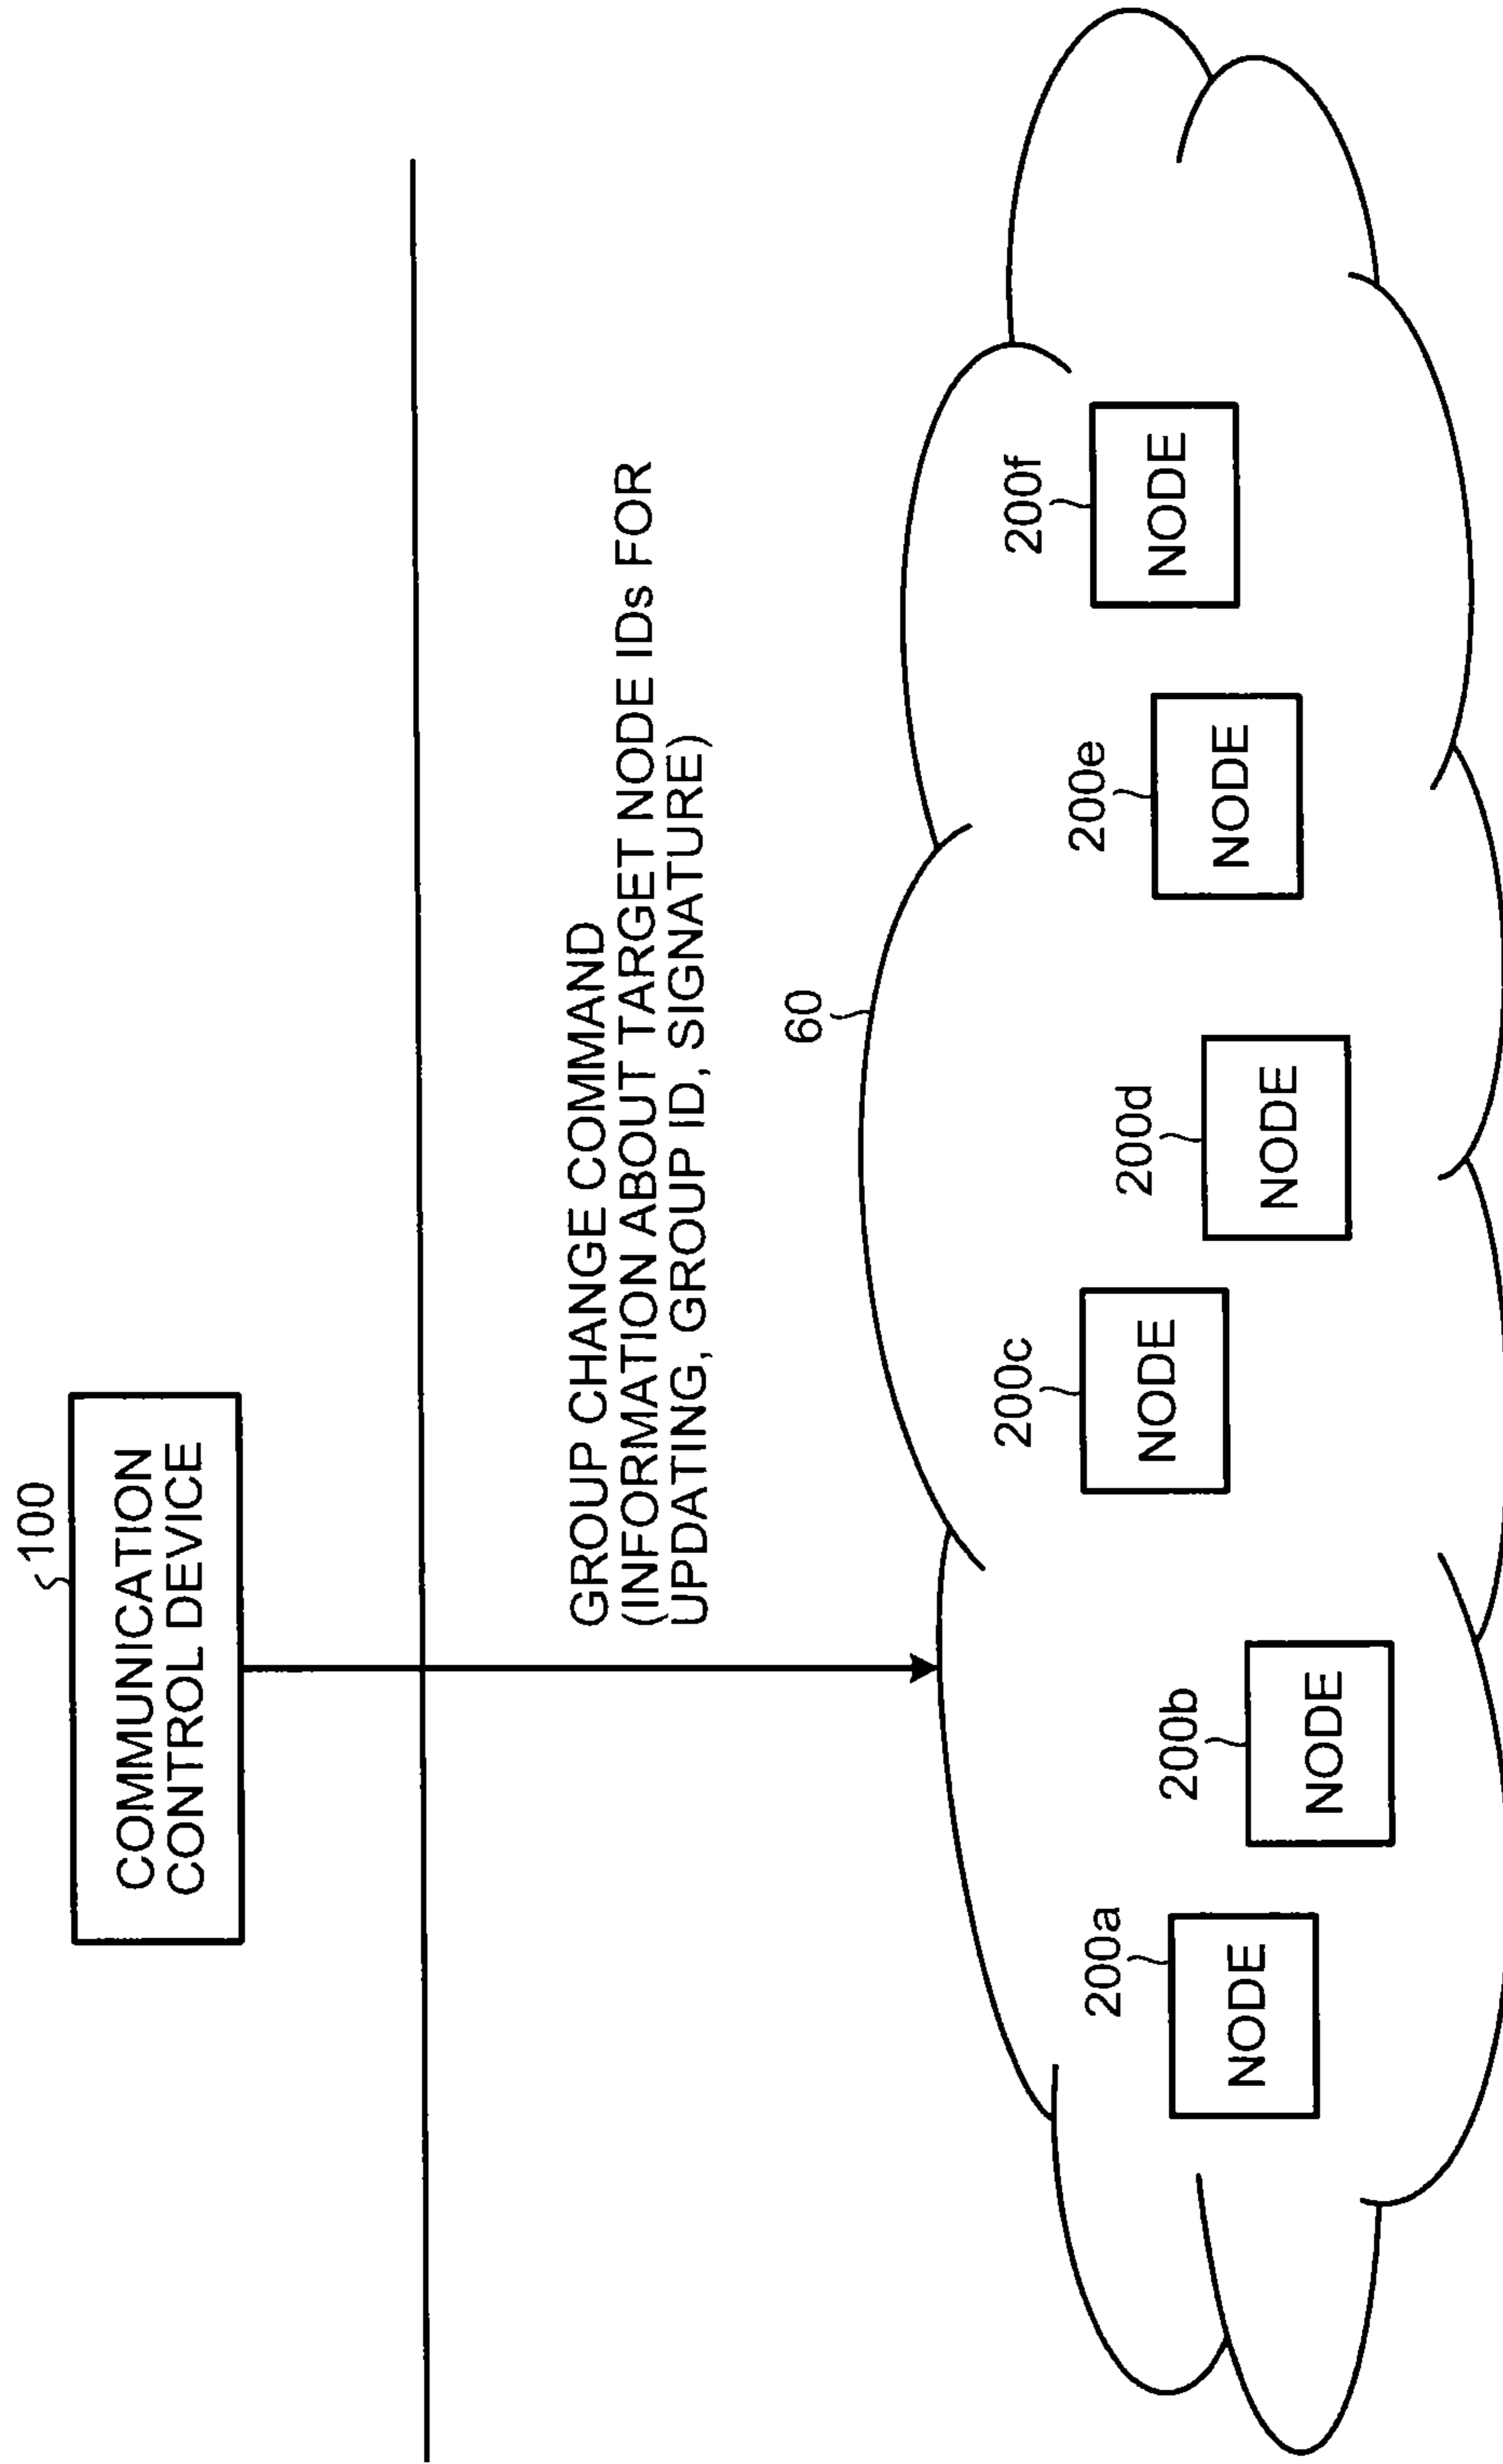 100
COMMUNICATION
CONTROL DEVICE
GROUP CHANGE COMMAND
(INFORMATION ABOUT TARGET NODE IDs FOR
UPDATING, GROUP ID, SIGNATURE)
60
200a
NODE
200b
NODE
200c
NODE
200d
NODE
200e
NODE
200f
NODE